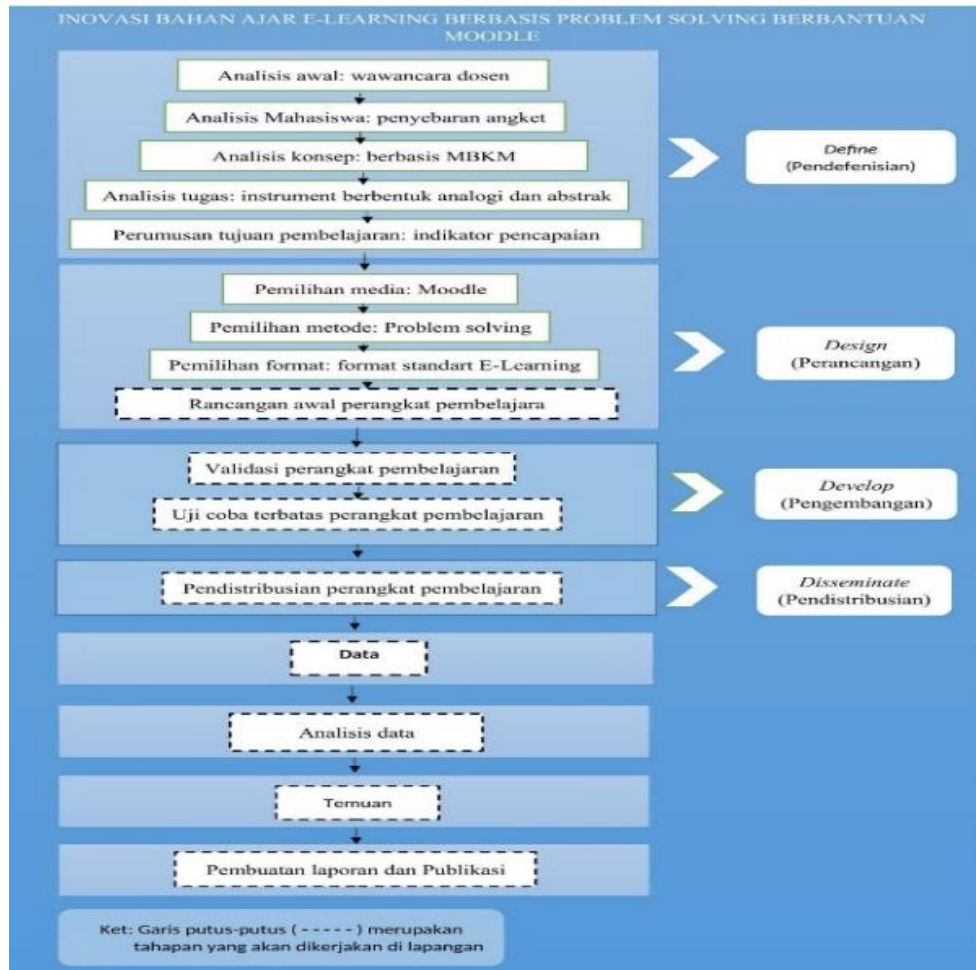 INOVASI BAHAN AJAR E-LEARNING BERBASIS PROBLEM SOLVING BERBANTUAN
MOODLE
Analisis awal: wawancara dosen
Analisis Mahasiswa: penyebaran angket
Analisis konsep: berbasis MBKM
Analisis tugas: instrument berbentuk analogi dan abstrak
Perumusan tujuan pembelajaran: indikator pencapaian
Define
(Pendefenisian)
Pemilihan media: Moodle
Pemilihan metode: Problem solving
Pemilihan format: format standart E-Learning
Rancangan awal perangkat pembelajara
Design
(Perancangan)
Validasi perangkat pembelajaran
Uji coba terbatas perangkat pembelajaran
Develop
(Pengembangan)
Pendistribusian perangkat pembelajaran
Disseminate
(Pendistribusian)
Data
Analisis data
Temuan
Pembuatan laporan dan Publikasi
Ket: Garis putus-putus ( - - - - - ) merupakan
tahapan yang akan dikerjakan di lapangan